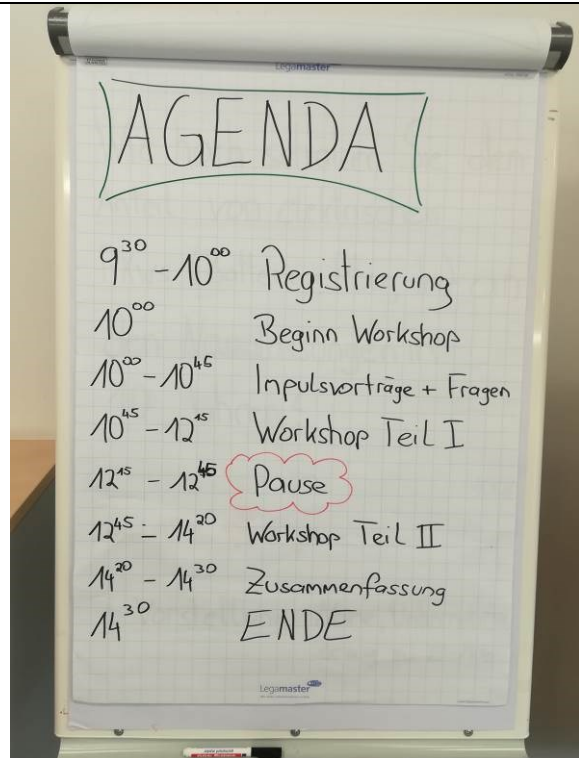 Legamaster
AGENDA
9³⁰ - 10⁰⁰ Registrierung
10⁰⁰ Beginn Workshop
10⁰⁰ - 10⁴⁵ Impulsvorträge + Fragen
10⁴⁵ - 12¹⁵ Workshop Teil I
12¹⁵ - 12⁴⁵ Pause
12⁴⁵ - 14²⁰ Workshop Teil II
14²⁰ - 14³⁰ Zusammenfassung
14³⁰ ENDE
Legamaster